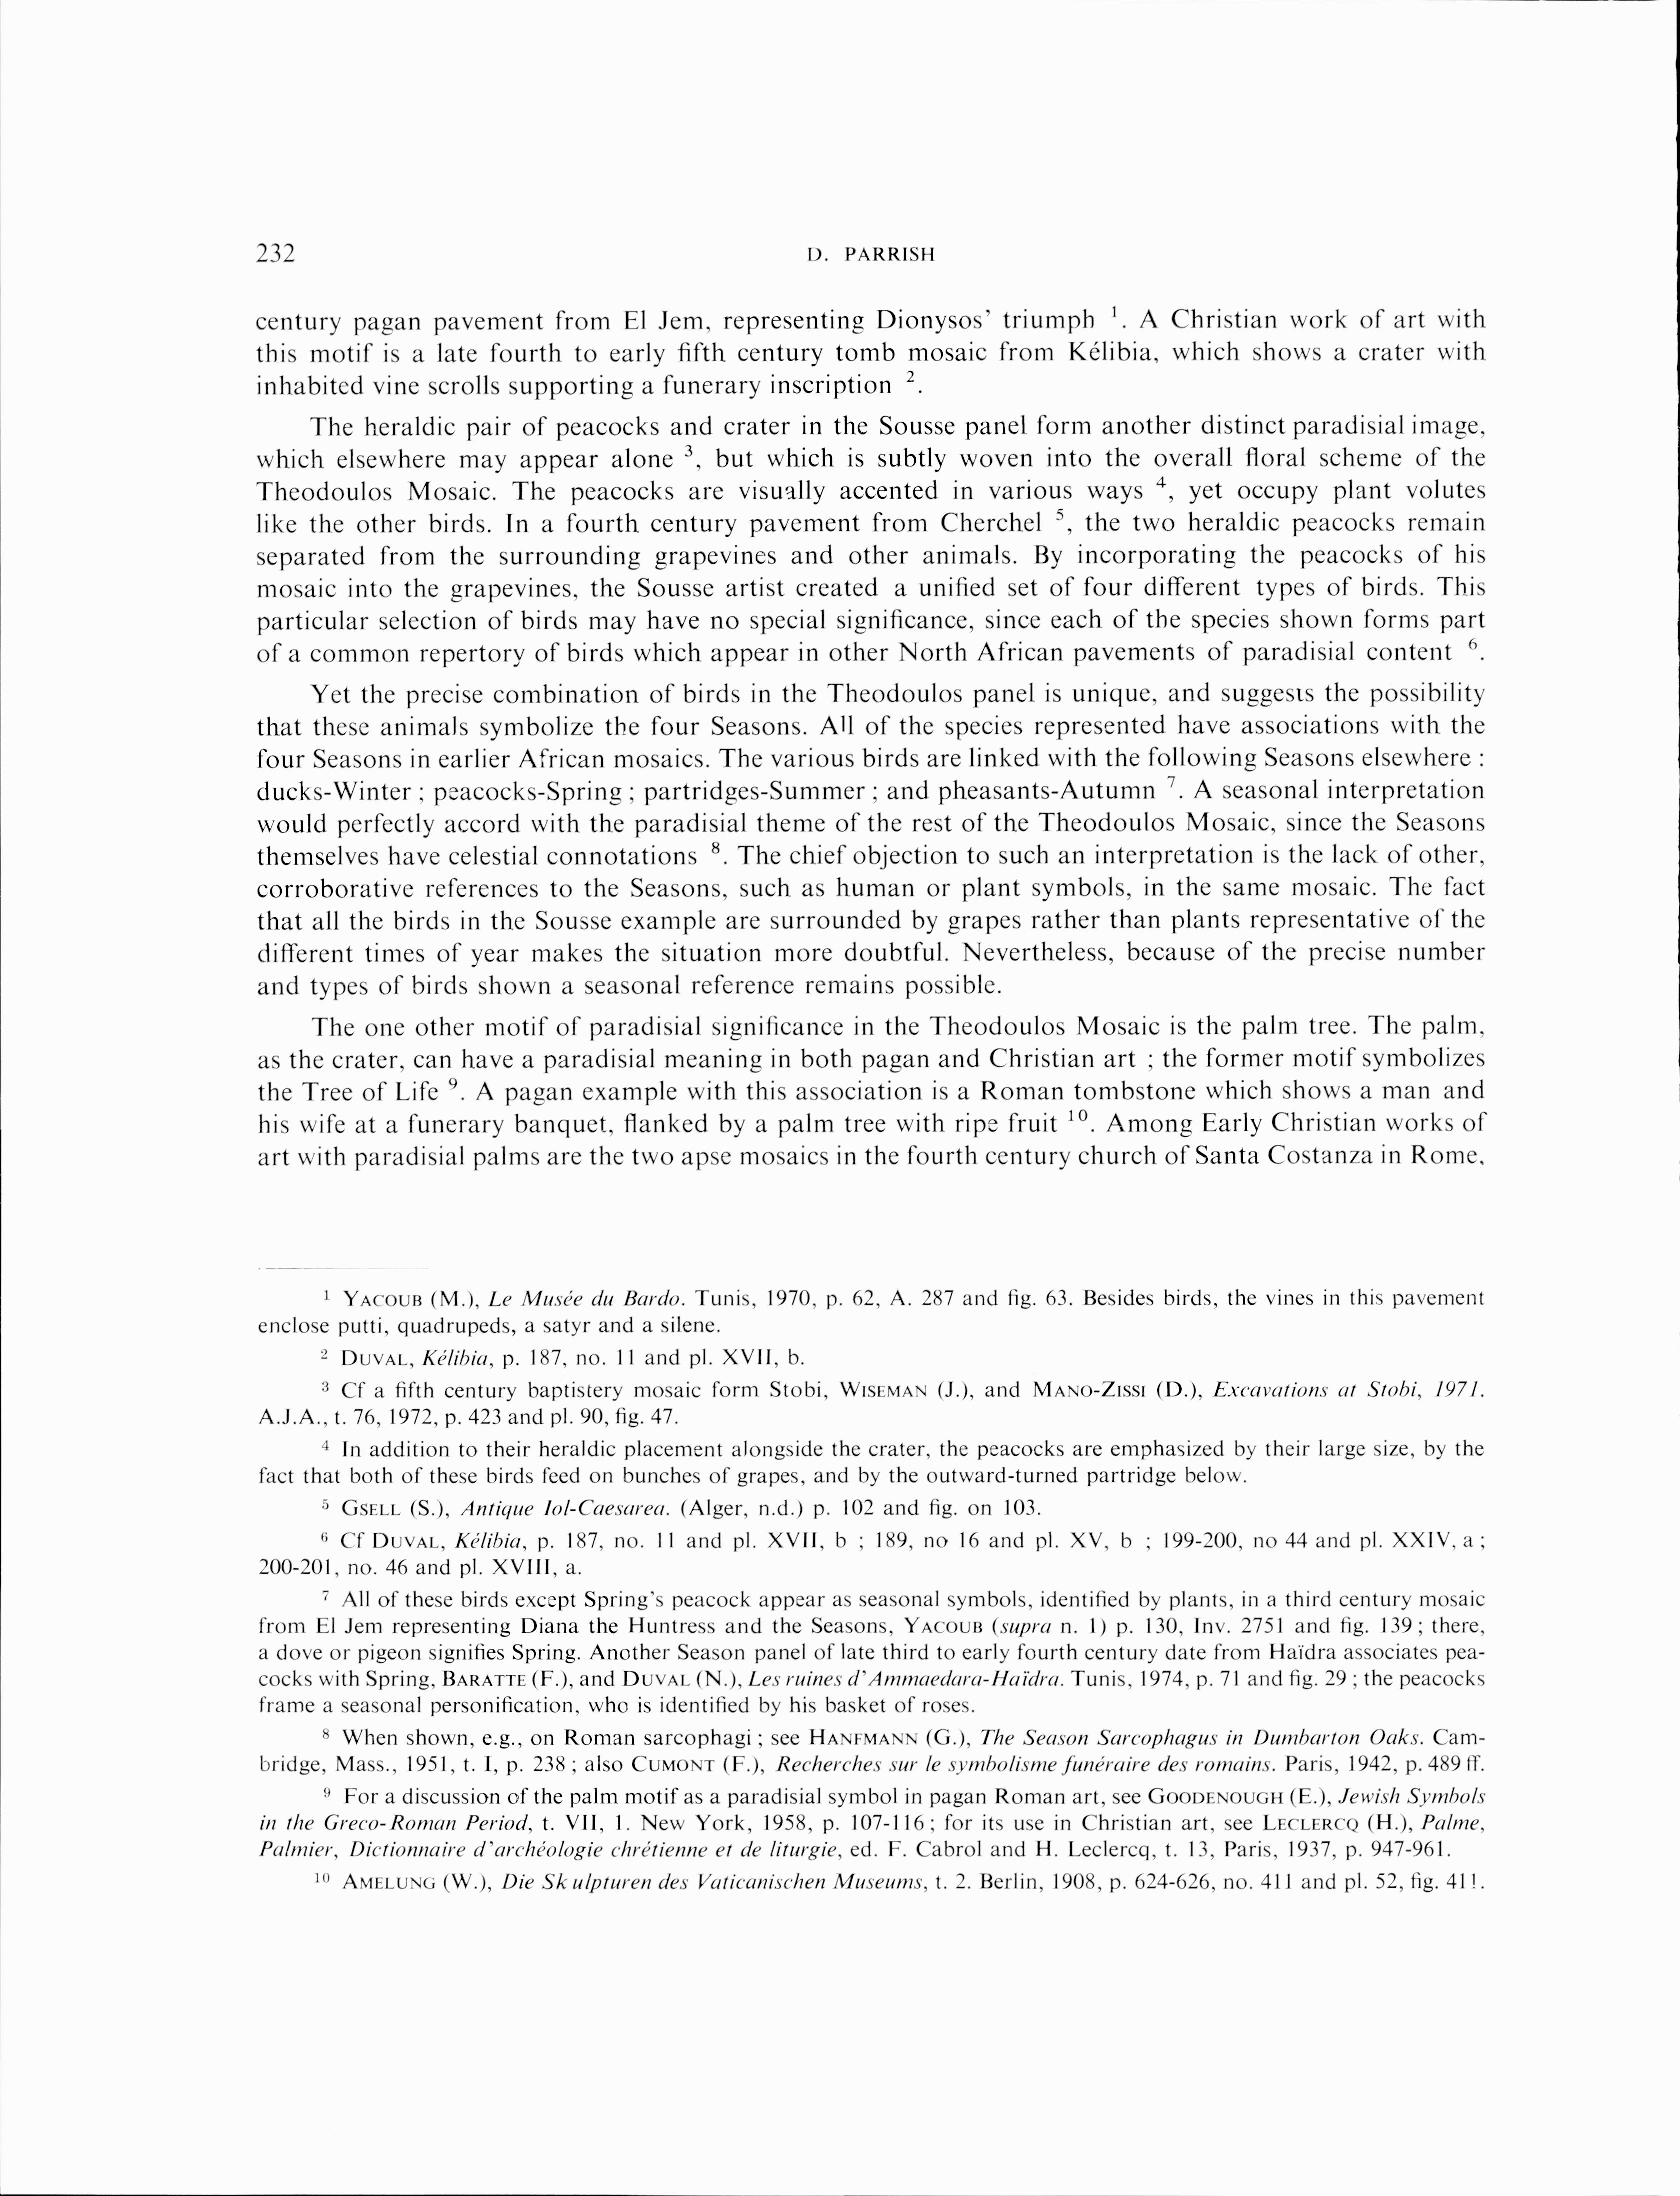 232
D. PARRISH
century pagan pavement from El Jem, representing Dionysos' triumph ¹. A Christian work of art with
this motif is a late fourth to early fifth century tomb mosaic from Kélibia, which shows a crater with
inhabited vine scrolls supporting a funerary inscription ².
The heraldic pair of peacocks and crater in the Sousse panel form another distinct paradisial image,
which elsewhere may appear alone ³, but which is subtly woven into the overall floral scheme of the
Theodoulos Mosaic. The peacocks are visually accented in various ways ⁴, yet occupy plant volutes
like the other birds. In a fourth century pavement from Cherchel ⁵, the two heraldic peacocks remain
separated from the surrounding grapevines and other animals. By incorporating the peacocks of his
mosaic into the grapevines, the Sousse artist created a unified set of four different types of birds. This
particular selection of birds may have no special significance, since each of the species shown forms part
of a common repertory of birds which appear in other North African pavements of paradisial content ⁶.
Yet the precise combination of birds in the Theodoulos panel is unique, and suggests the possibility
that these animals symbolize the four Seasons. All of the species represented have associations with the
four Seasons in earlier African mosaics. The various birds are linked with the following Seasons elsewhere :
ducks-Winter ; peacocks-Spring ; partridges-Summer ; and pheasants-Autumn ⁷. A seasonal interpretation
would perfectly accord with the paradisial theme of the rest of the Theodoulos Mosaic, since the Seasons
themselves have celestial connotations ⁸. The chief objection to such an interpretation is the lack of other,
corroborative references to the Seasons, such as human or plant symbols, in the same mosaic. The fact
that all the birds in the Sousse example are surrounded by grapes rather than plants representative of the
different times of year makes the situation more doubtful. Nevertheless, because of the precise number
and types of birds shown a seasonal reference remains possible.
The one other motif of paradisial significance in the Theodoulos Mosaic is the palm tree. The palm,
as the crater, can have a paradisial meaning in both pagan and Christian art ; the former motif symbolizes
the Tree of Life ⁹. A pagan example with this association is a Roman tombstone which shows a man and
his wife at a funerary banquet, flanked by a palm tree with ripe fruit ¹⁰. Among Early Christian works of
art with paradisial palms are the two apse mosaics in the fourth century church of Santa Costanza in Rome,
¹ YACOUB (M.), Le Musée du Bardo. Tunis, 1970, p. 62, A. 287 and fig. 63. Besides birds, the vines in this pavement
enclose putti, quadrupeds, a satyr and a silene.
² DUVAL, Kélibia, p. 187, no. 11 and pl. XVII, b.
³ Cf a fifth century baptistery mosaic form Stobi, WISEMAN (J.), and MANO-ZISSI (D.), Excavations at Stobi, 1971.
A.J.A., t. 76, 1972, p. 423 and pl. 90, fig. 47.
⁴ In addition to their heraldic placement alongside the crater, the peacocks are emphasized by their large size, by the
fact that both of these birds feed on bunches of grapes, and by the outward-turned partridge below.
⁵ GSELL (S.), Antique Iol-Caesarea. (Alger, n.d.) p. 102 and fig. on 103.
⁶ Cf DUVAL, Kélibia, p. 187, no. 11 and pl. XVII, b ; 189, no 16 and pl. XV, b ; 199-200, no 44 and pl. XXIV, a ;
200-201, no. 46 and pl. XVIII, a.
⁷ All of these birds except Spring's peacock appear as seasonal symbols, identified by plants, in a third century mosaic
from El Jem representing Diana the Huntress and the Seasons, YACOUB (supra n. 1) p. 130, Inv. 2751 and fig. 139 ; there,
a dove or pigeon signifies Spring. Another Season panel of late third to early fourth century date from Haïdra associates pea-
cocks with Spring, BARATTE (F.), and DUVAL (N.), Les ruines d'Ammaedara-Haïdra. Tunis, 1974, p. 71 and fig. 29 ; the peacocks
frame a seasonal personification, who is identified by his basket of roses.
⁸ When shown, e.g., on Roman sarcophagi ; see HANFMANN (G.), The Season Sarcophagus in Dumbarton Oaks. Cam-
bridge, Mass., 1951, t. I, p. 238 ; also CUMONT (F.), Recherches sur le symbolisme funéraire des romains. Paris, 1942, p. 489 ff.
⁹ For a discussion of the palm motif as a paradisial symbol in pagan Roman art, see GOODENOUGH (E.), Jewish Symbols
in the Greco-Roman Period, t. VII, 1. New York, 1958, p. 107-116 ; for its use in Christian art, see LECLERCQ (H.), Palme,
Palmier, Dictionnaire d'archéologie chrétienne et de liturgie, ed. F. Cabrol and H. Leclercq, t. 13, Paris, 1937, p. 947-961.
¹⁰ AMELUNG (W.), Die Skulpturen des Vaticanischen Museums, t. 2. Berlin, 1908, p. 624-626, no. 411 and pl. 52, fig. 411.